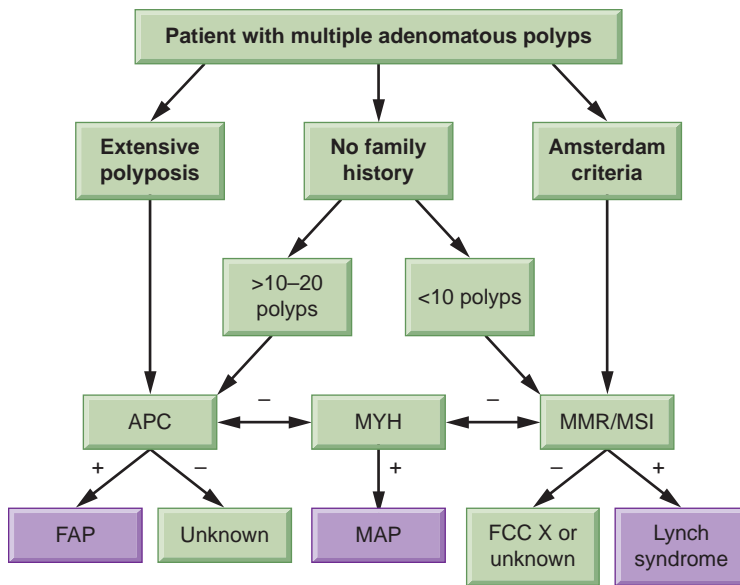 Patient with multiple adenomatous polyps
Extensive
polyposis
No family
history
Amsterdam
criteria
>10–20
polyps
<10 polyps
APC
–
MYH
–
MMR/MSI
+
–
+
–
+
FAP
Unknown
MAP
FCC X or
unknown
Lynch
syndrome